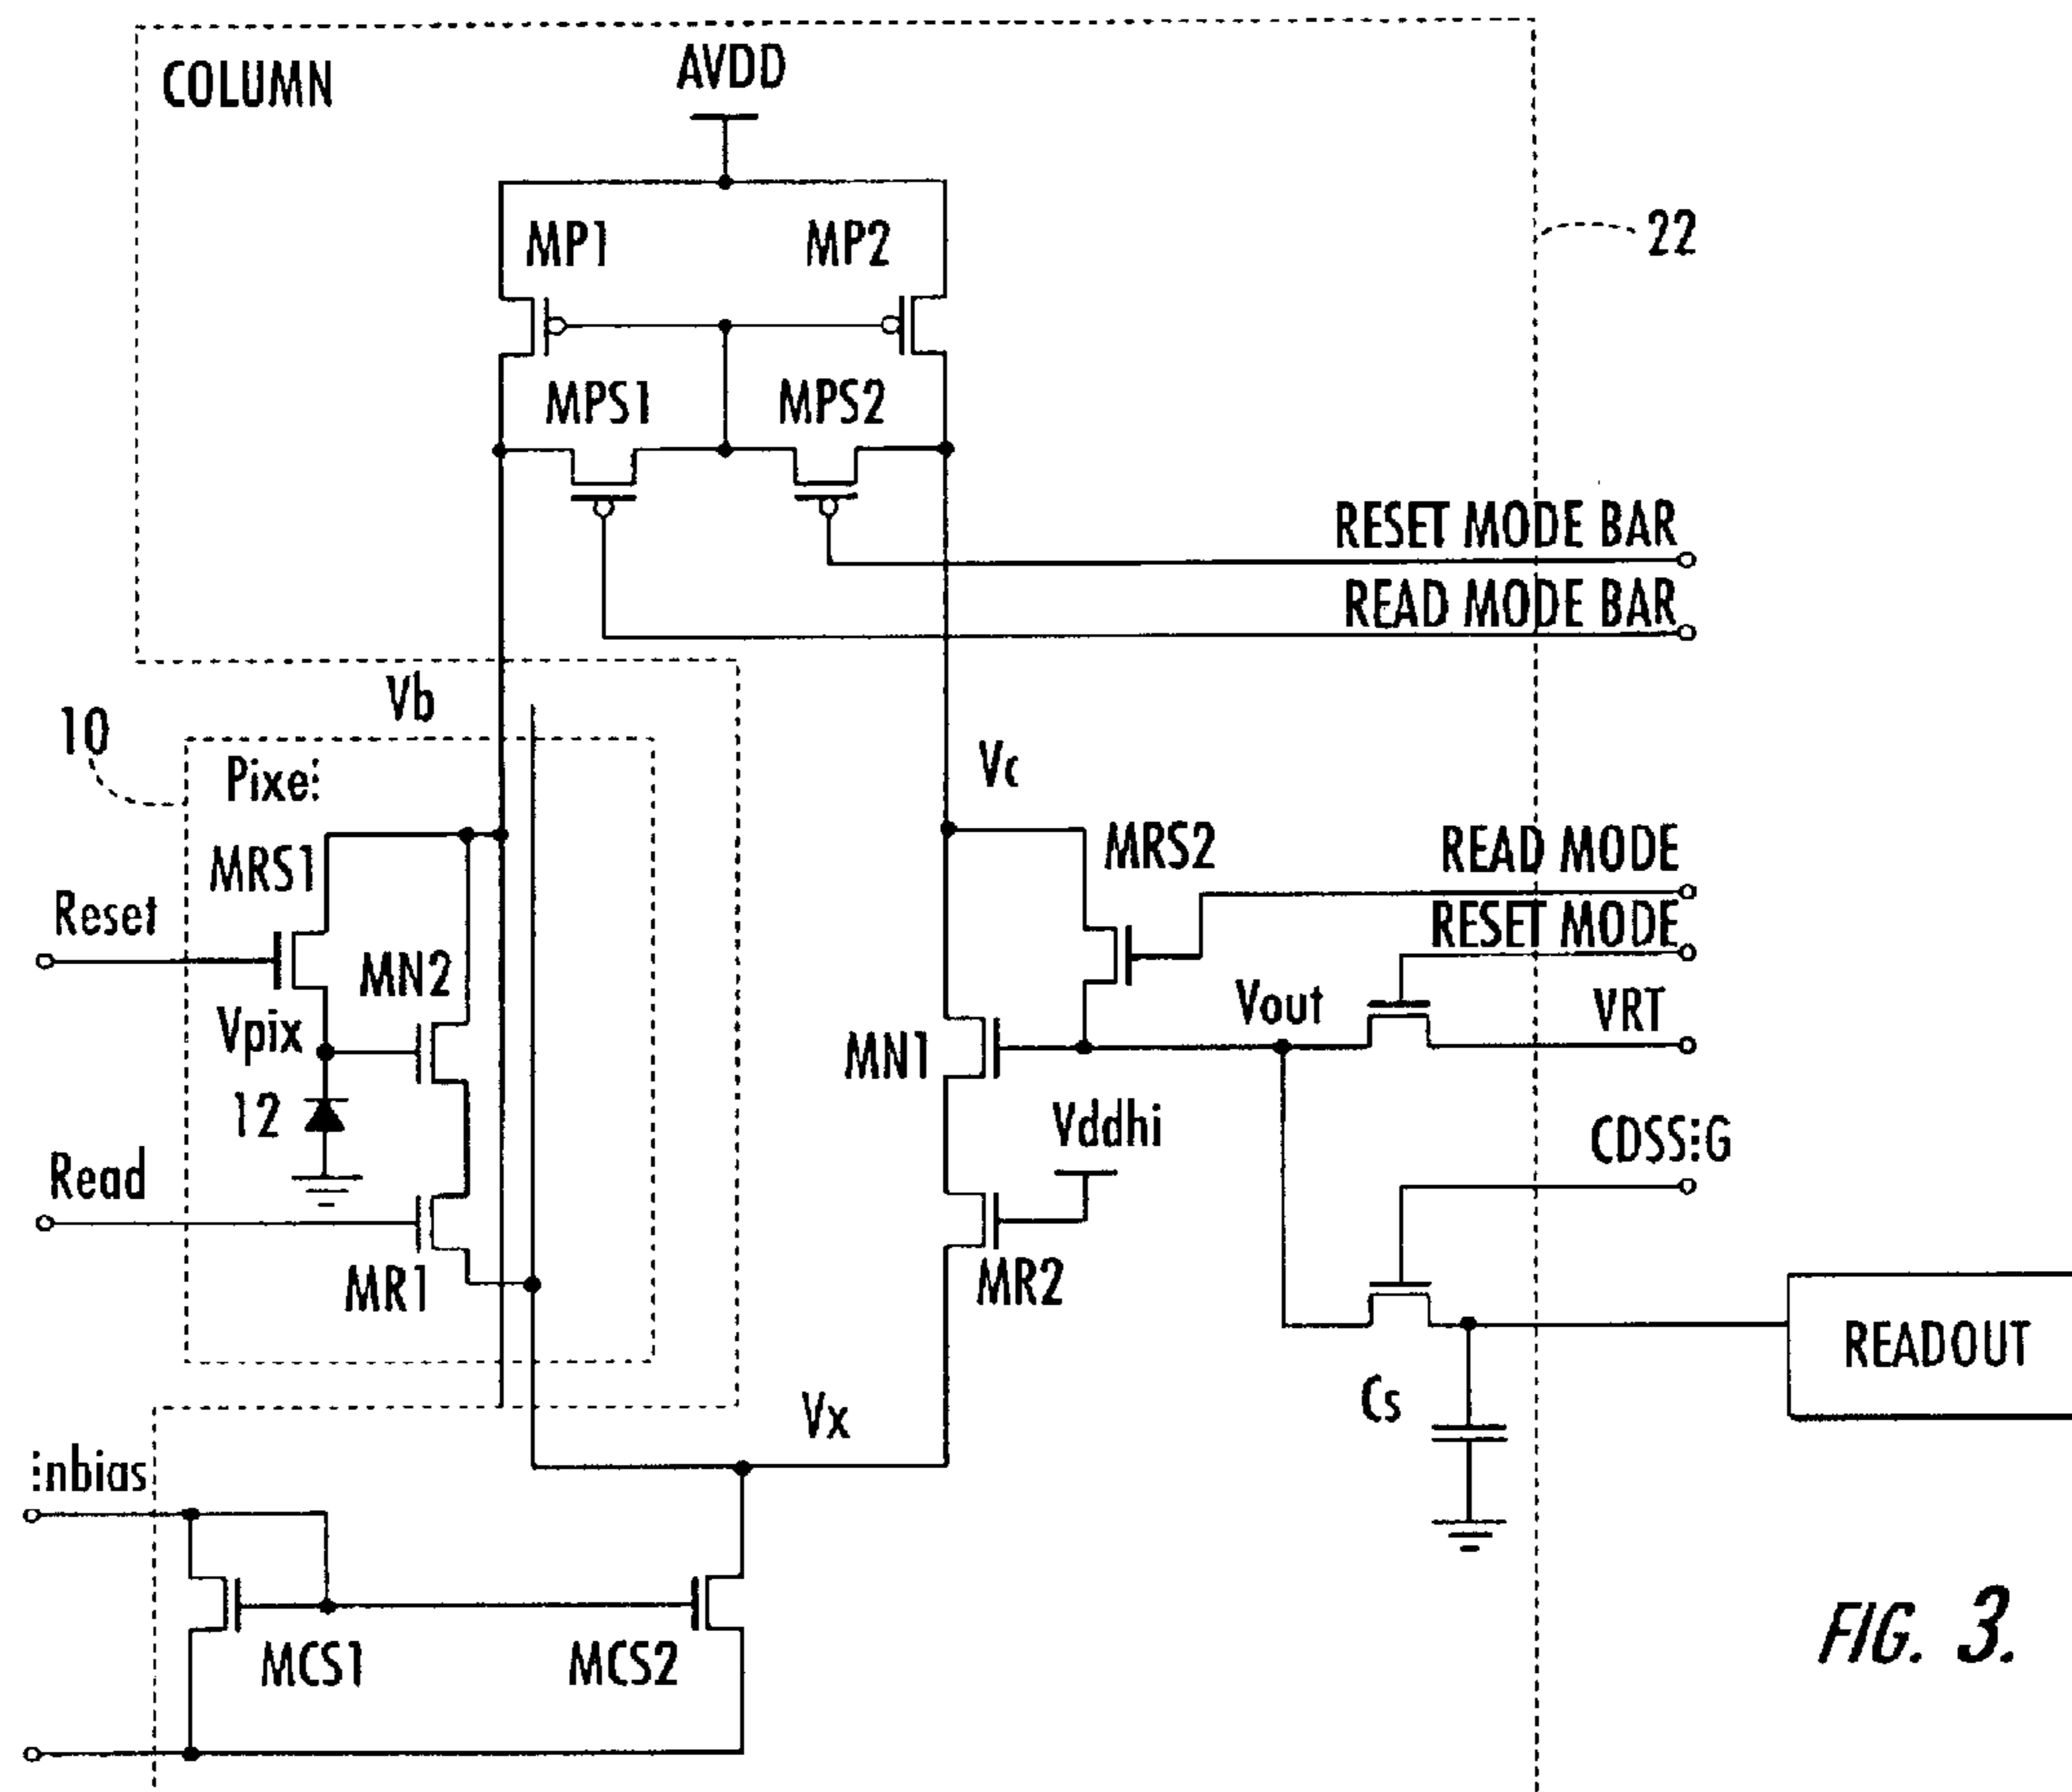 COLUMN
AVDD
MP1
MP2
22
MPS1
MPS2
RESET MODE BAR
READ MODE BAR
Vb
10
Pixe⁝
Vc
MRS1
MRS2
READ MODE
Reset
RESET MODE
MN2
Vpix
Vout
VRT
MN1
12
Vddhi
CDSS⁝G
Read
MR1
MR2
READOUT
Cs
Vx
⁝nbias
MCS1
MCS2
FIG. 3.